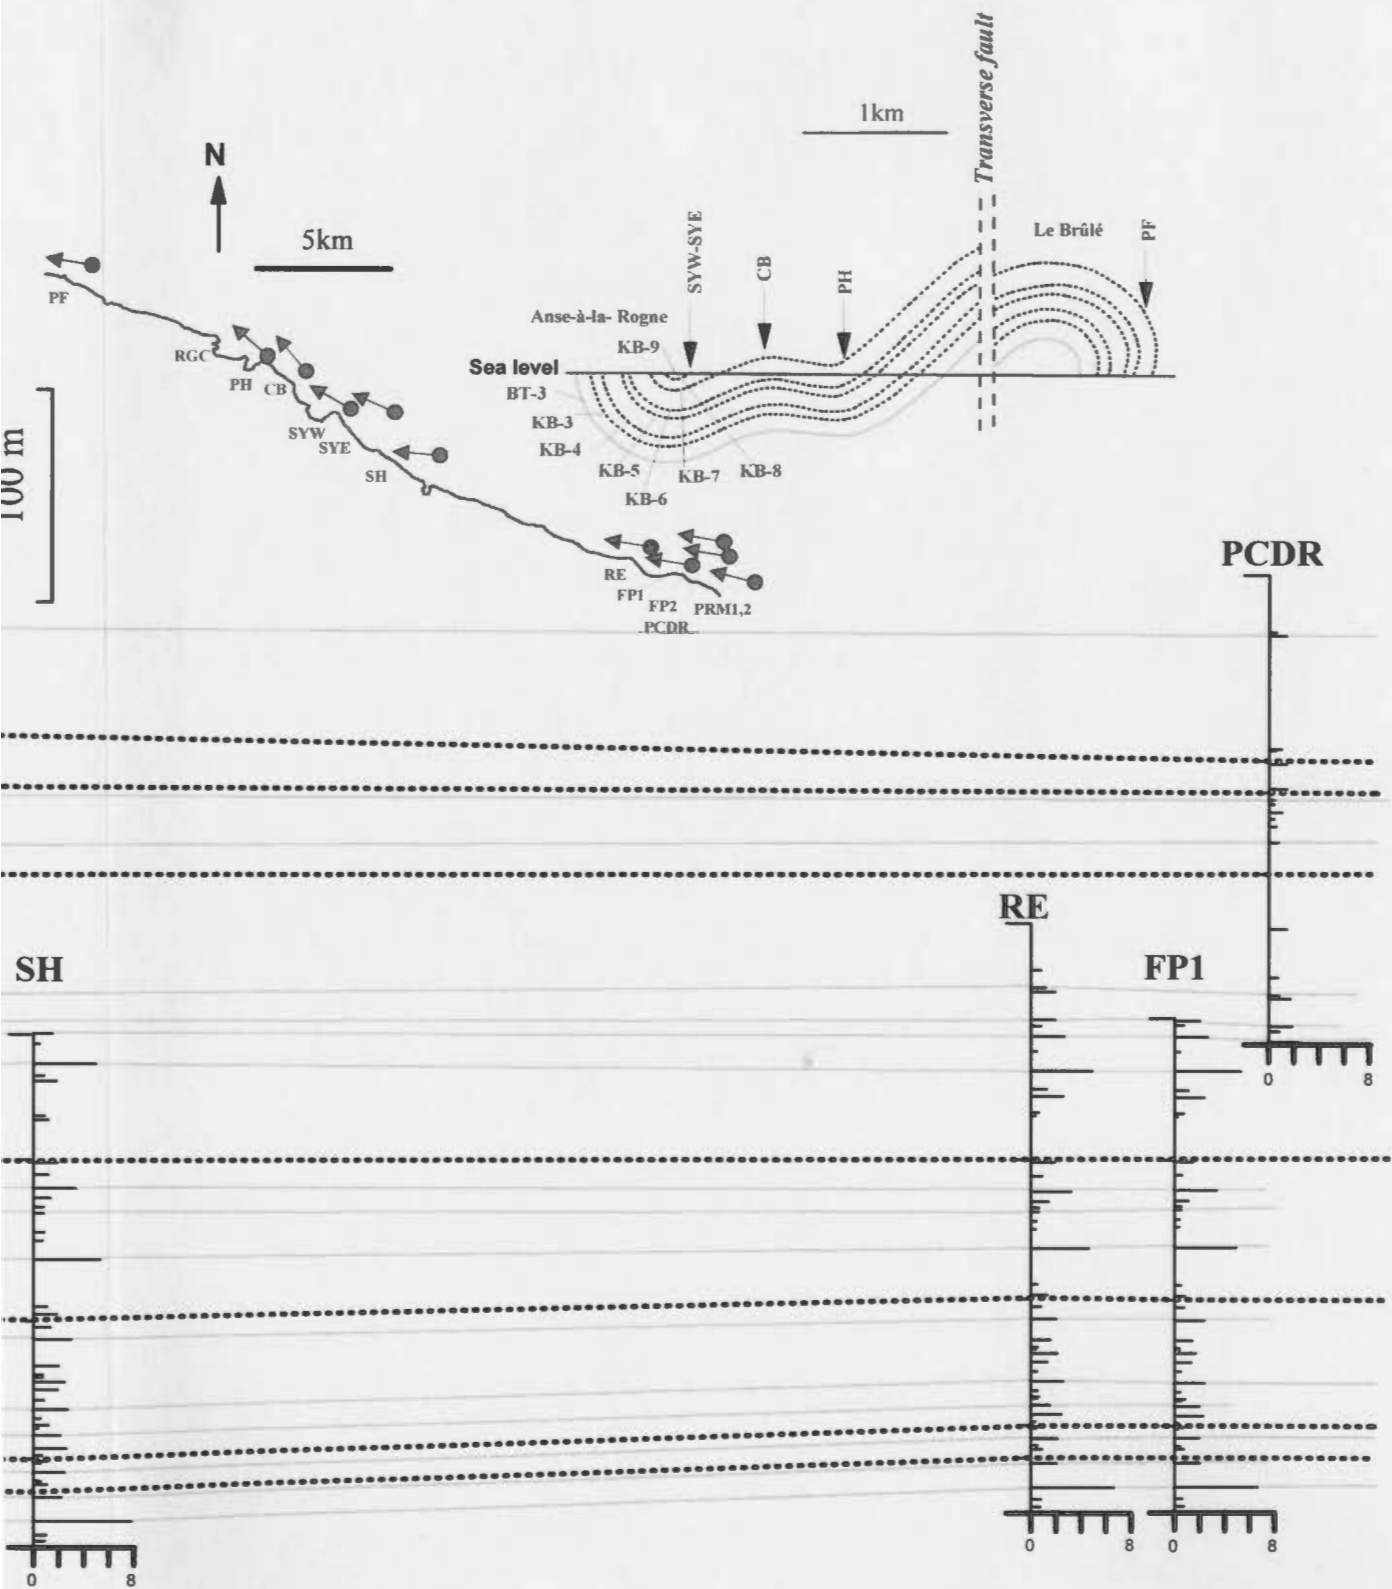 Transverse fault
1km
N
5km
SYW-SYE
CB
PH
Le Brûlé
PF
PF
Anse-à-la- Rogne
KB-9
Sea level
BT-3
KB-3
KB-4
KB-5
KB-6
KB-7
KB-8
RGC
PH
CB
SYW
SYE
SH
100 m
RE
FP1
FP2
PRM1,2
PCDR
PCDR
RE
SH
FP1
0 8
0 8
0 8
0 8